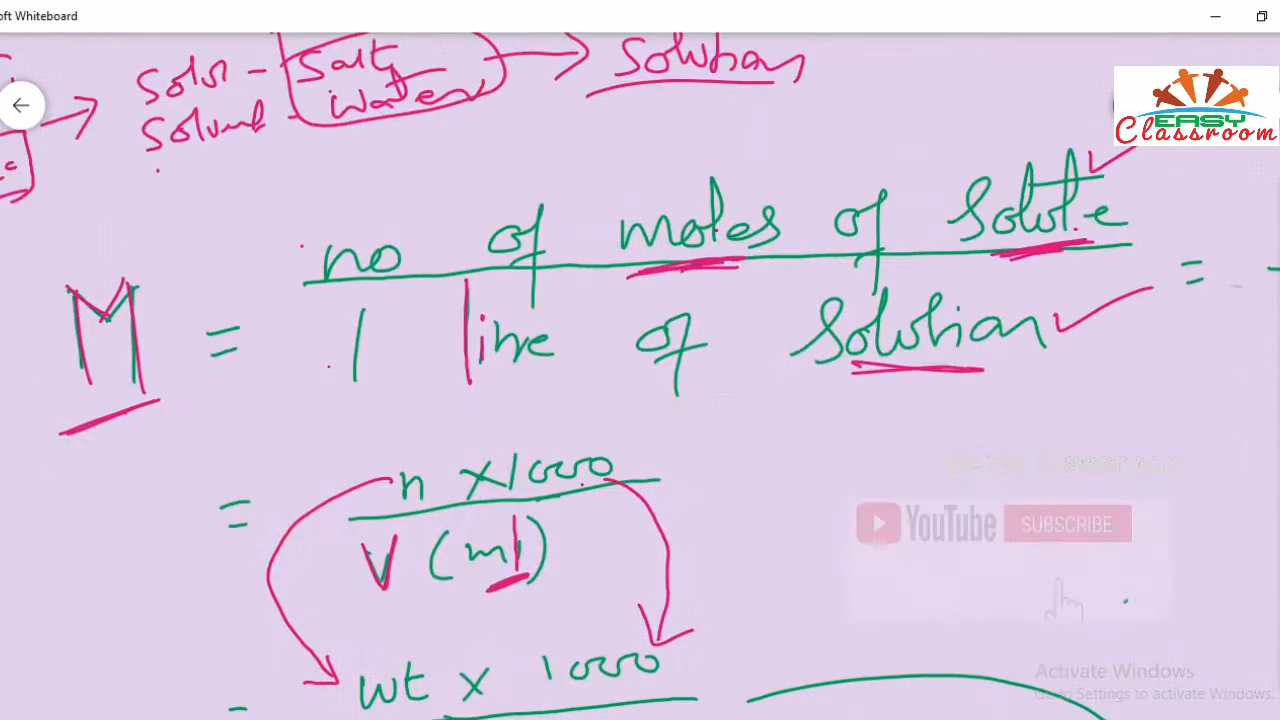 oft Whiteboard
Solu - Salt, → Solution
Solvent - Water
EASY
Classroom
M = no of moles of Solute =
1 litre of Solution
= n × 1000
V (ml)
YouTube SUBSCRIBE
= wt × 1000
Activate Windows
Go to Settings to activate Windows.